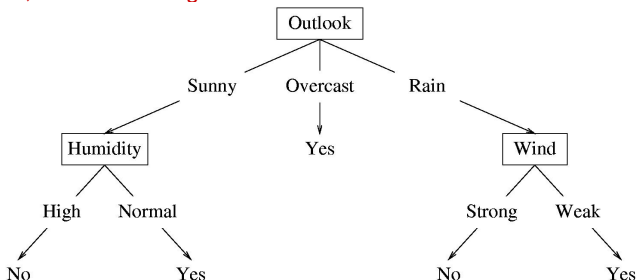 Outlook
Sunny Overcast Rain
Humidity Yes Wind
High Normal Strong Weak
No Yes No Yes